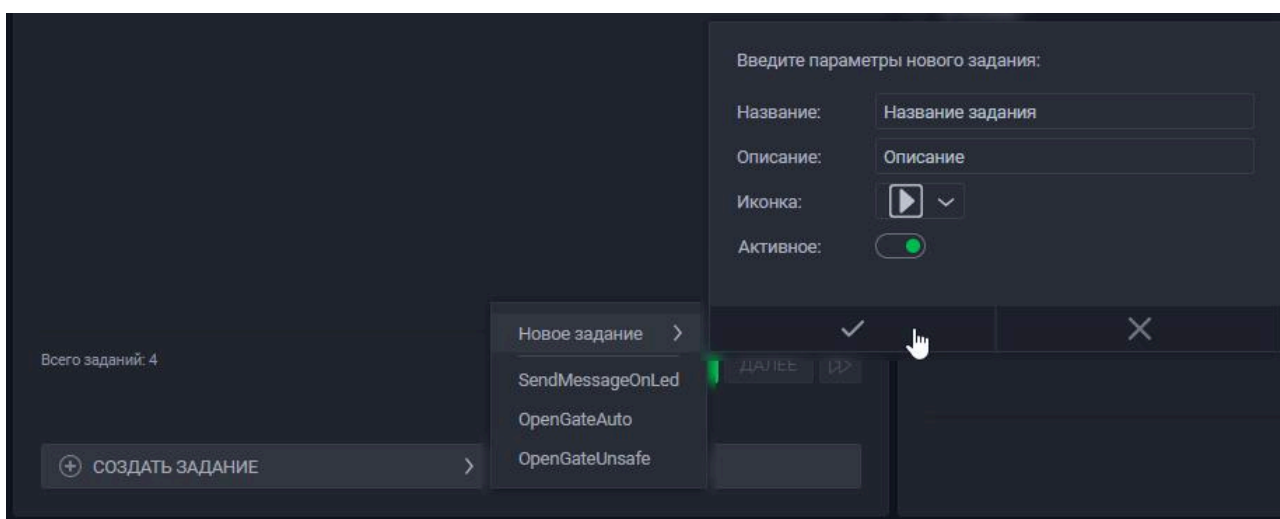 Введите параметры нового задания:
Название: Название задания
Описание: Описание
Иконка:
Активное:
Новое задание
Всего заданий: 4
ДАЛЕЕ
SendMessageOnLed
OpenGateAuto
OpenGateUnsafe
СОЗДАТЬ ЗАДАНИЕ